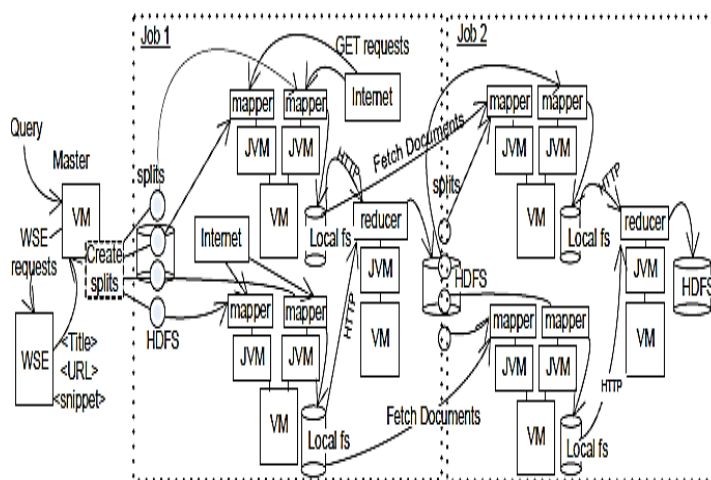 Job 1
Job 2
GET requests
Internet
mapper
mapper
mapper
mapper
Query
Master
splits
JVM
JVM
HTTP
Fetch Documents
splits
JVM
JVM
HTTP
VM
WSE
requests
Create
splits
VM
Local fs
reducer
VM
Local fs
reducer
Internet
JVM
HDFS
JVM
HDFS
HDFS
mapper
mapper
HTTP
VM
mapper
mapper
VM
WSE
<Title>
<URL>
<snippet>
JVM
JVM
JVM
JVM
HTTP
VM
Local fs
Fetch Documents
VM
Local fs